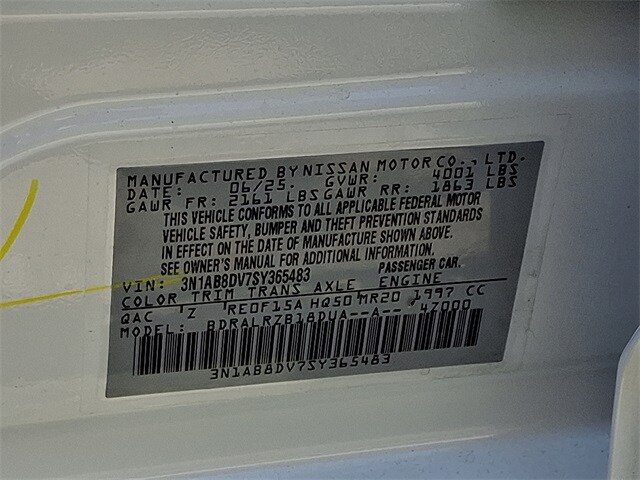 MANUFACTURED BY NISSAN MOTOR CO., LTD.
DATE: 06/25. GVWR: 4001 LBS
GAWR FR: 2161 LBS GAWR RR: 1863 LBS
THIS VEHICLE CONFORMS TO ALL APPLICABLE FEDERAL MOTOR
VEHICLE SAFETY, BUMPER AND THEFT PREVENTION STANDARDS
IN EFFECT ON THE DATE OF MANUFACTURE SHOWN ABOVE.
SEE OWNER'S MANUAL FOR ADDITIONAL INFORMATION.
VIN: 3N1AB8DV7SY365483 PASSENGER CAR.
COLOR TRIM TRANS AXLE ENGINE
QAC Z RE0F15A HQ50 MR20 1997 CC
MODEL: BDRALRZB18DUA--A-- 4Z000
3N1AB8DV7SY365483